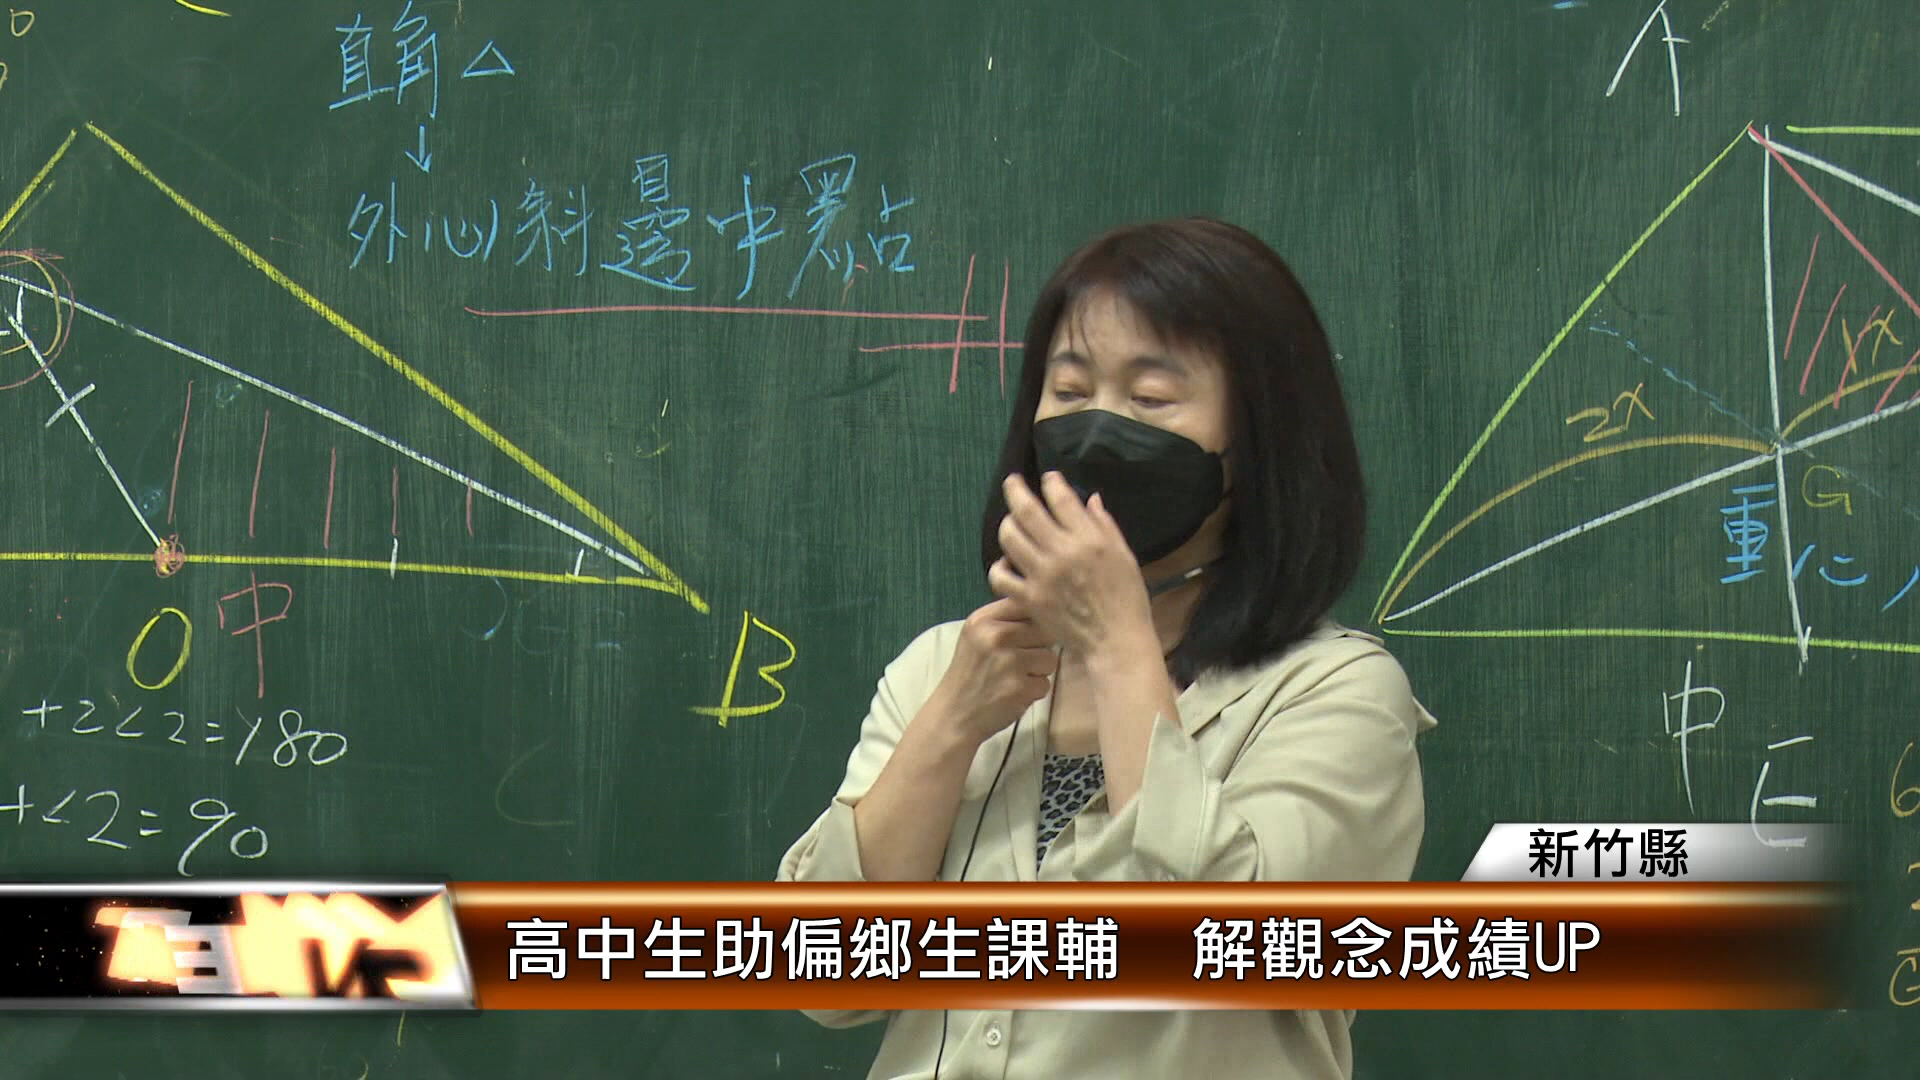 直角△
↓
外心斜邊中點
A
2x
1x
G
重心
O
中
B
+2∠2=180
+∠2=90
中
新竹縣
高中生助偏鄉生課輔 解觀念成績UP